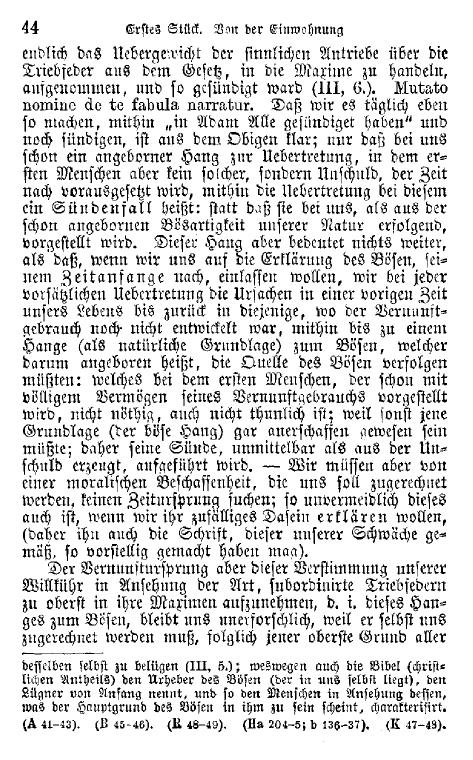 44 Erstes Stück. Von der Einwohnung
endlich das Uebergewicht der sinnlichen Antriebe über die
Triebfeder aus dem Gesetz, in die Maxime zu handeln,
aufgenommen, und so gesündigt ward (III, 6.). Mutato
nomine de te fabula narratur. Daß wir es täglich eben
so machen, mithin „in Adam Alle gesündiget haben“ und
noch sündigen, ist aus dem Obigen klar; nur daß bei uns
schon ein angeborner Hang zur Uebertretung, in dem er-
sten Menschen aber kein solcher, sondern Unschuld, der Zeit
nach vorausgesetzt wird, mithin die Uebertretung bei diesem
ein Sündenfall heißt: statt daß sie bei uns, als aus der
schon angebornen Bösartigkeit unserer Natur erfolgend,
vorgestellt wird. Dieser Hang aber bedeutet nichts weiter,
als daß, wenn wir uns auf die Erklärung des Bösen, sei-
nem Zeitanfange nach, einlassen wollen, wir bei jeder
vorsätzlichen Uebertretung die Ursachen in einer vorigen Zeit
unsers Lebens bis zurück in diejenige, wo der Vernunft-
gebrauch noch nicht entwickelt war, mithin bis zu einem
Hange (als natürliche Grundlage) zum Bösen, welcher
darum angeboren heißt, die Quelle des Bösen verfolgen
müßten: welches bei dem ersten Menschen, der schon mit
völligem Vermögen seines Vernunftgebrauchs vorgestellt
wird, nicht nöthig, auch nicht thunlich ist; weil sonst jene
Grundlage (der böse Hang) gar anerschaffen gewesen sein
müßte; daher seine Sünde, unmittelbar als aus der Un-
schuld erzeugt, aufgeführt wird. — Wir müssen aber von
einer moralischen Beschaffenheit, die uns soll zugerechnet
werden, keinen Zeitursprung suchen; so unvermeidlich dieses
auch ist, wenn wir ihr zufälliges Dasein erklären wollen,
(daher ihn auch die Schrift, dieser unserer Schwäche ge-
mäß, so vorstellig gemacht haben mag).
Der Vernunftursprung aber dieser Verstimmung unserer
Willkühr in Ansehung der Art, subordinirte Triebfedern
zu oberst in ihre Maximen aufzunehmen, d. i. dieses Han-
ges zum Bösen, bleibt uns unerforschlich, weil er selbst uns
zugerechnet werden muß, folglich jener oberste Grund aller
desselben selbst zu belügen (III, 5.); weswegen auch die Bibel (christ-
lichen Antheils) den Urheber des Bösen (der in uns selbst liegt), den
Lügner von Anfang nennt, und so den Menschen in Ansehung dessen,
was der Hauptgrund des Bösen in ihm zu sein scheint, charakterisirt.
(A 41-43). (B 45-46). (R 48-49). (Ha 204-5; b 136-37). (K 47-49).